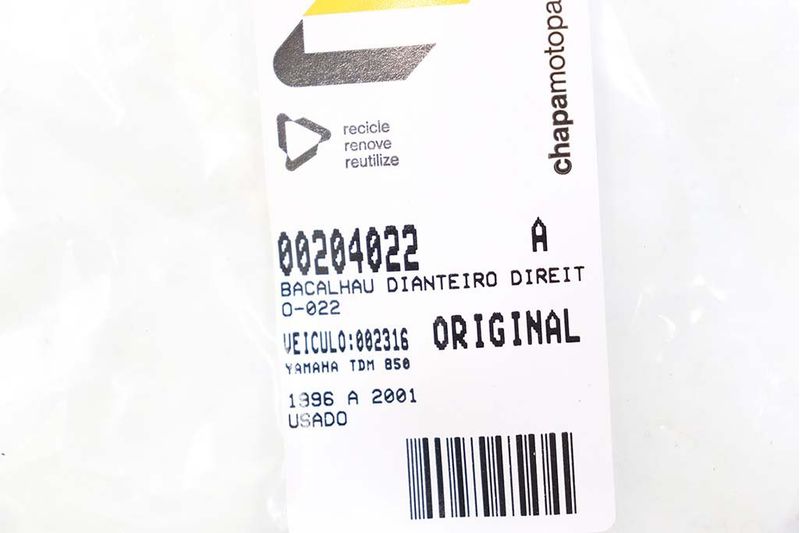 chapamotopa
recicle
renove
reutilize
00204022 A
BACALHAU DIANTEIRO DIREIT
O-022
VEICULO:002316 ORIGINAL
YAMAHA TDM 850
1996 A 2001
USADO